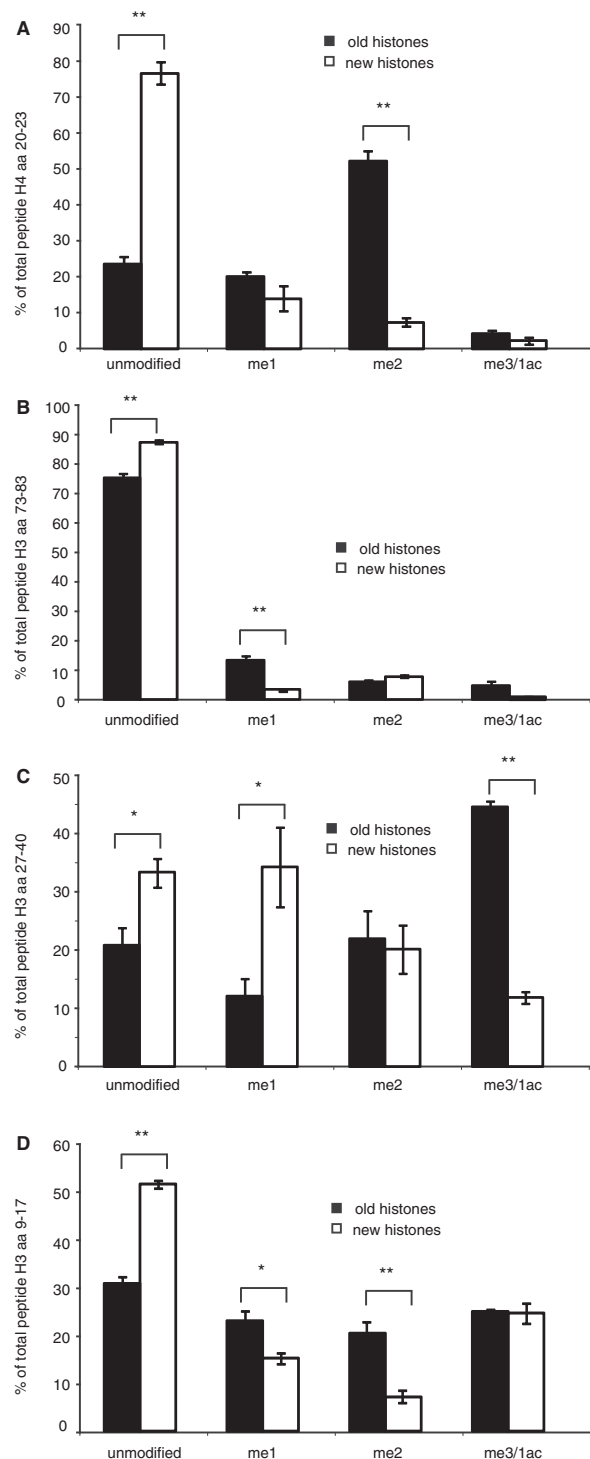 A
% of total peptide H4 aa 20-23
90
80
70
60
50
40
30
20
10
0
**
**
old histones
new histones
unmodified me1 me2 me3/1ac
B
% of total peptide H3 aa 73-83
100
90
80
70
60
50
40
30
20
10
0
**
**
old histones
new histones
unmodified me1 me2 me3/1ac
C
% of total peptide H3 aa 27-40
50
40
30
20
10
0
*
*
**
old histones
new histones
unmodified me1 me2 me3/1ac
D
% of total peptide H3 aa 9-17
60
50
40
30
20
10
0
**
*
**
old histones
new histones
unmodified me1 me2 me3/1ac